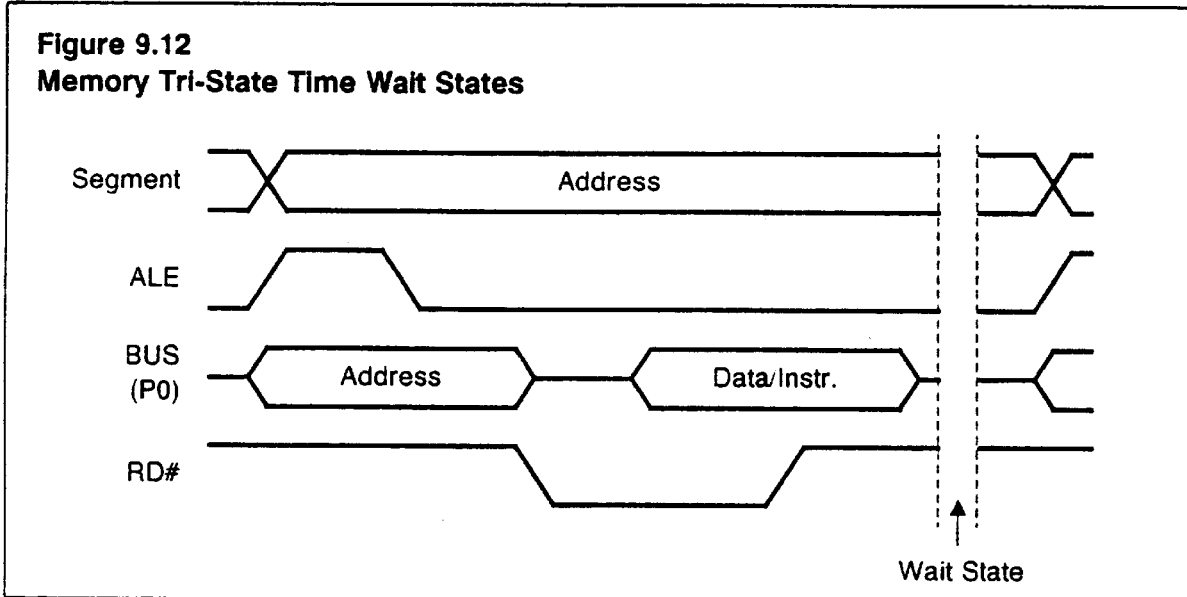 Figure 9.12
Memory Tri-State Time Wait States
Segment
Address
ALE
BUS
(P0)
Address
Data/Instr.
RD#
Wait State